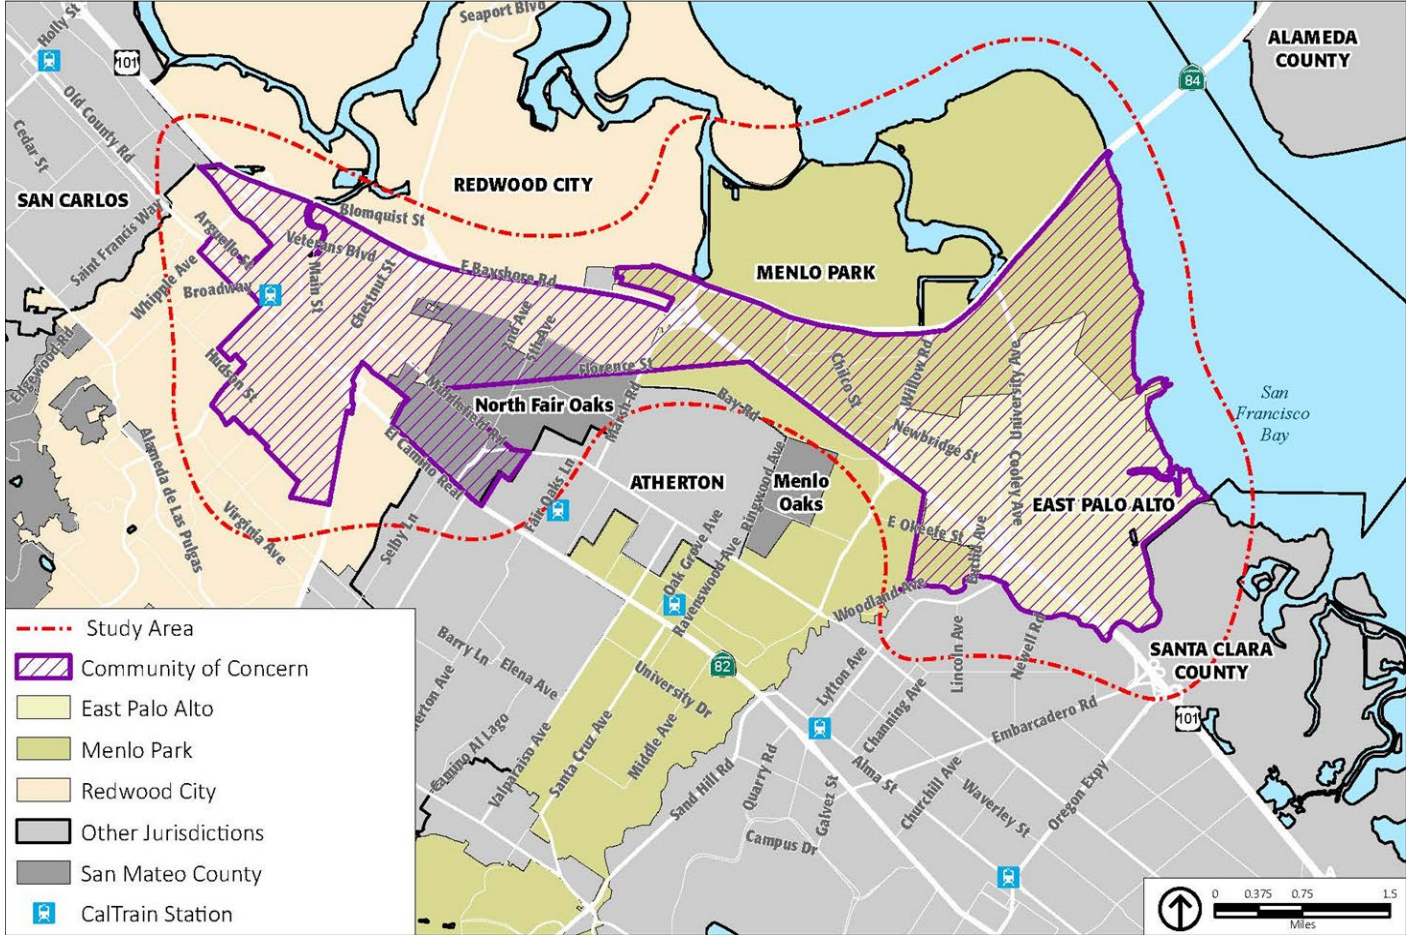 Seaport Blvd
Holly St
101
ALAMEDA
COUNTY
84
Old County Rd
Cedar St
SAN CARLOS
REDWOOD CITY
Saint Francis Way
Blomquist St
Arguello St
Veterans Blvd
Whipple Ave
Broadway
Main St
Chestnut St
E Bayshore Rd
MENLO PARK
2nd Ave
5th Ave
Edgewood Rd
Hudson St
Florence St
Chilco St
Willow Rd
University Ave
Middlefield Rd
North Fair Oaks
Marsh Rd
Bay Rd
San
Francisco
Bay
Newbridge St
El Camino Real
Alameda de Las Pulgas
Virginia Ave
Selby Ln
Fair Oaks Ln
ATHERTON
Ringwood Ave
Menlo
Oaks
Cooley Ave
EAST PALO ALTO
E Okeefe St
Euclid Ave
Oak Grove Ave
Ravenswood Ave
Woodland Ave
Barry Ln
Elena Ave
82
University Dr
Lytton Ave
Lincoln Ave
Newell Rd
SANTA CLARA
COUNTY
101
therton Ave
Camino Al Lago
Valparaiso Ave
Santa Cruz Ave
Middle Ave
Sand Hill Rd
Quarry Rd
Galvez St
Campus Dr
Channing Ave
Alma St
Churchill Ave
Waverley St
Embarcadero Rd
Oregon Expy
Study Area
Community of Concern
East Palo Alto
Menlo Park
Redwood City
Other Jurisdictions
San Mateo County
CalTrain Station
0 0.375 0.75 1.5
Miles